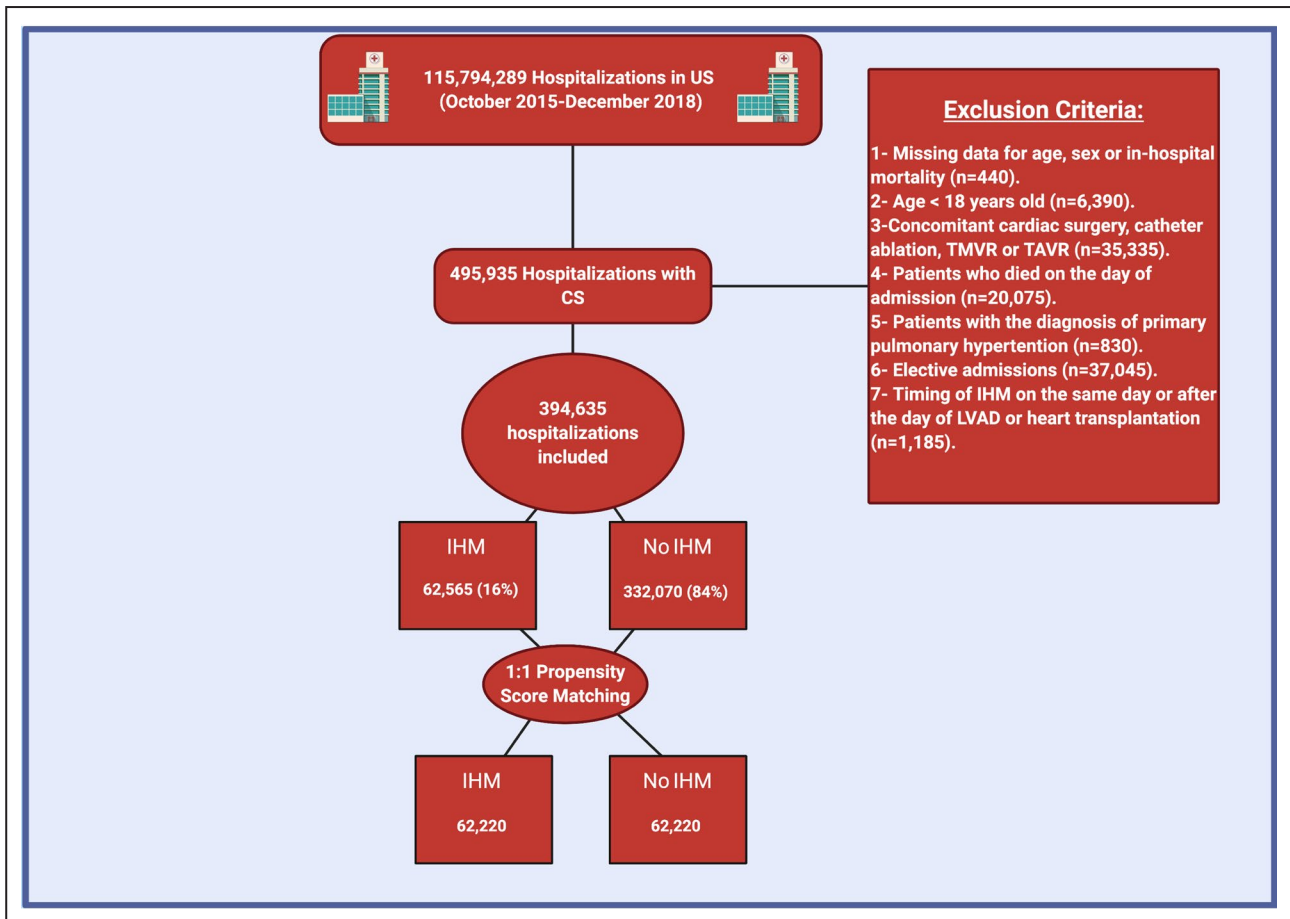 115,794,289 Hospitalizations in US
(October 2015-December 2018)
Exclusion Criteria:
1- Missing data for age, sex or in-hospital
mortality (n=440).
2- Age < 18 years old (n=6,390).
3-Concomitant cardiac surgery, catheter
ablation, TMVR or TAVR (n=35,335).
4- Patients who died on the day of
admission (n=20,075).
5- Patients with the diagnosis of primary
pulmonary hypertention (n=830).
6- Elective admissions (n=37,045).
7- Timing of IHM on the same day or after
the day of LVAD or heart transplantation
(n=1,185).
495,935 Hospitalizations with
CS
394,635
hospitalizations
included
IHM
62,565 (16%)
No IHM
332,070 (84%)
1:1 Propensity
Score Matching
IHM
62,220
No IHM
62,220